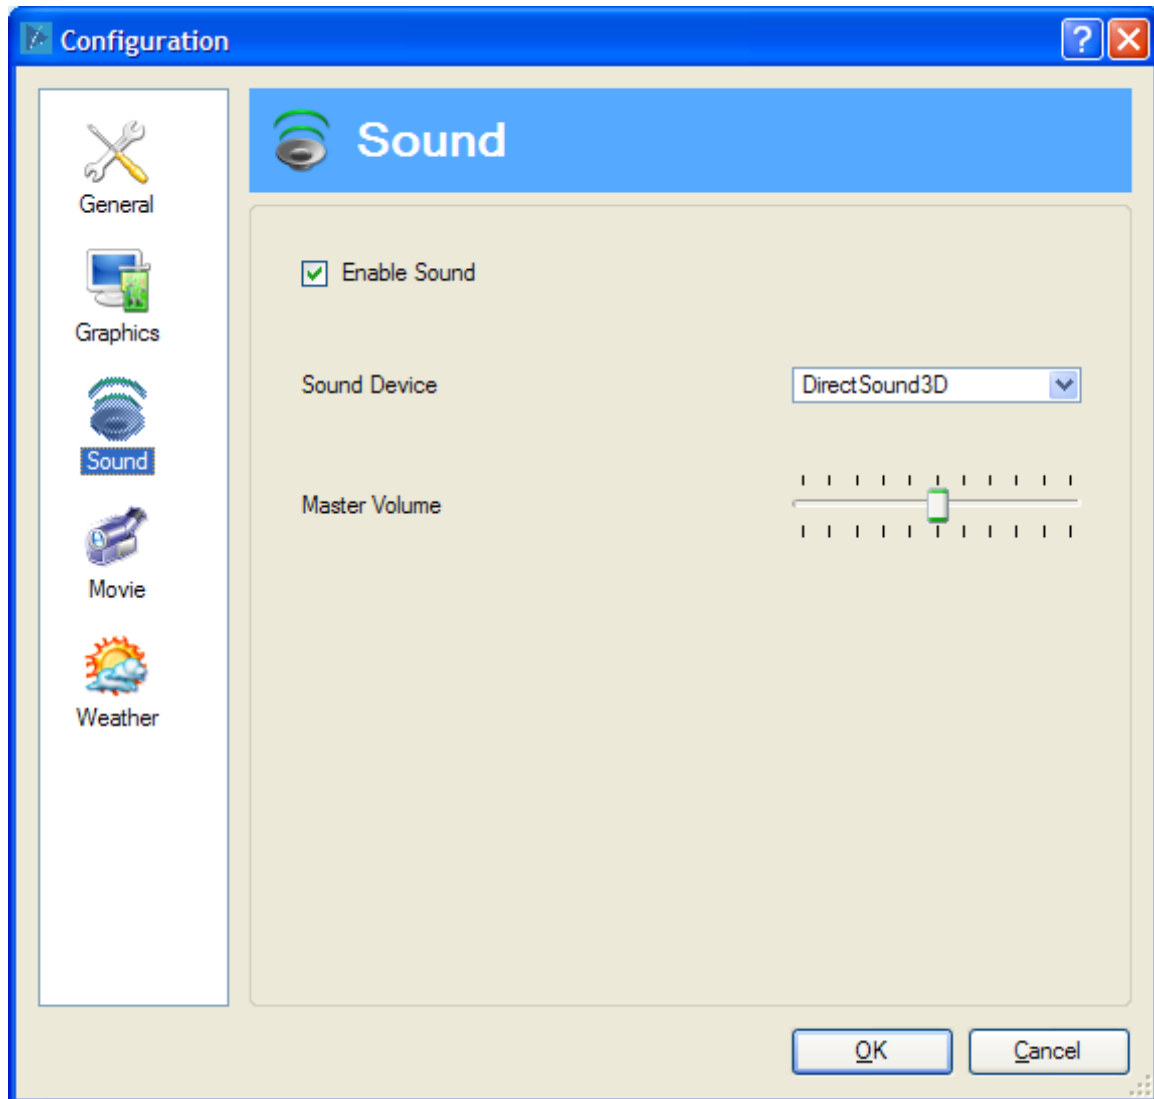 Configuration
General
Graphics
Sound
Movie
Weather
Sound
Enable Sound
Sound Device DirectSound3D
Master Volume
OK Cancel